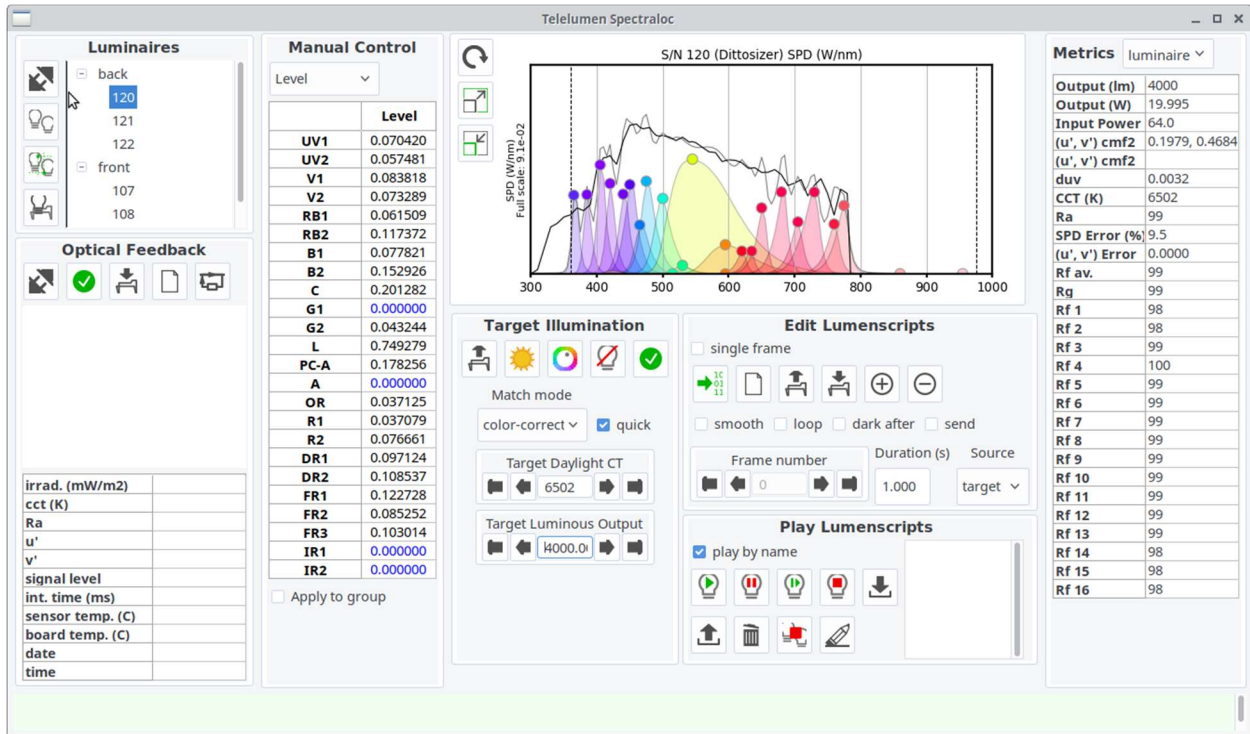 Telelumen Spectraloc
Luminaires
back
120
121
122
front
107
108
Optical Feedback
irrad. (mW/m2)
cct (K)
Ra
u'
v'
signal level
int. time (ms)
sensor temp. (C)
board temp. (C)
date
time
Manual Control
Level
Level
UV1 0.070420
UV2 0.057481
V1 0.083818
V2 0.073289
RB1 0.061509
RB2 0.117372
B1 0.077821
B2 0.152926
C 0.201282
G1 0.000000
G2 0.043244
L 0.749279
PC-A 0.178256
A 0.000000
OR 0.037125
R1 0.037079
R2 0.076661
DR1 0.097124
DR2 0.108537
FR1 0.122728
FR2 0.085252
FR3 0.103014
IR1 0.000000
IR2 0.000000
Apply to group
S/N 120 (Dittosizer) SPD (W/nm)
SPD (W/nm)
Full scale: 9.1e-02
300 400 500 600 700 800 900 1000
Target Illumination
Match mode
color-correct quick
Target Daylight CT
6502
Target Luminous Output
4000.0
Edit Lumenscripts
single frame
1C
01
11
smooth loop dark after send
Frame number Duration (s) Source
0 1.000 target
Play Lumenscripts
play by name
Metrics luminaire
Output (lm) 4000
Output (W) 19.995
Input Power 64.0
(u', v') cmf2 0.1979, 0.4684
(u', v') cmf2
duv 0.0032
CCT (K) 6502
Ra 99
SPD Error (%) 9.5
(u', v') Error 0.0000
Rf av. 99
Rg 99
Rf 1 98
Rf 2 98
Rf 3 99
Rf 4 100
Rf 5 99
Rf 6 99
Rf 7 99
Rf 8 99
Rf 9 99
Rf 10 99
Rf 11 99
Rf 12 99
Rf 13 99
Rf 14 98
Rf 15 98
Rf 16 98